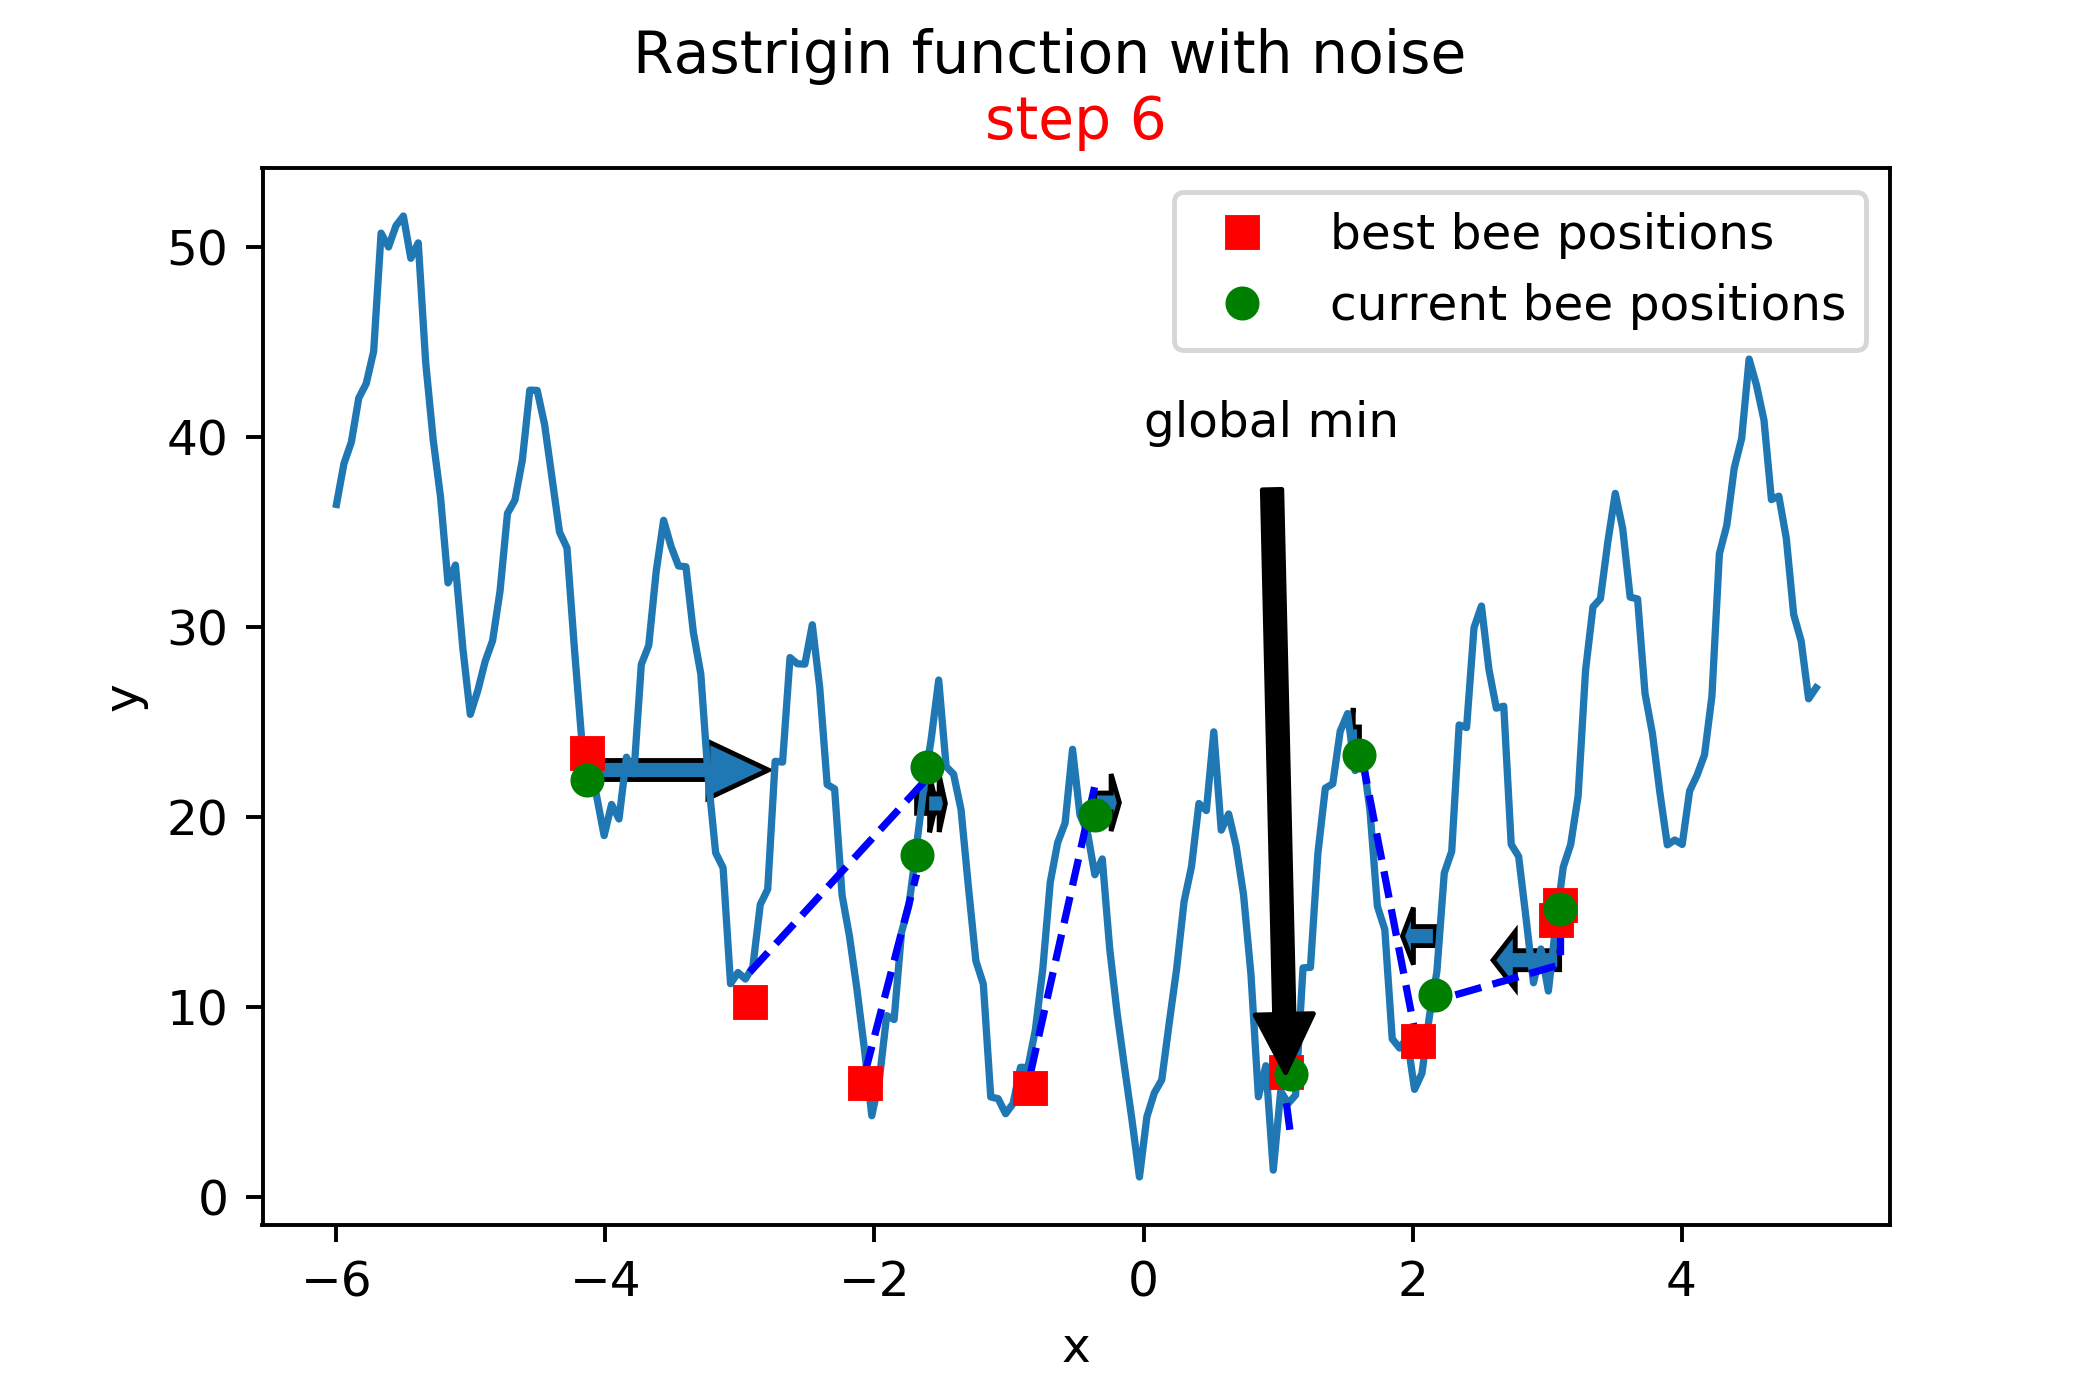 Rastrigin function with noise
step 6
best bee positions
current bee positions
global min
50
40
30
20
10
0
y
−6
−4
−2
0
2
4
x